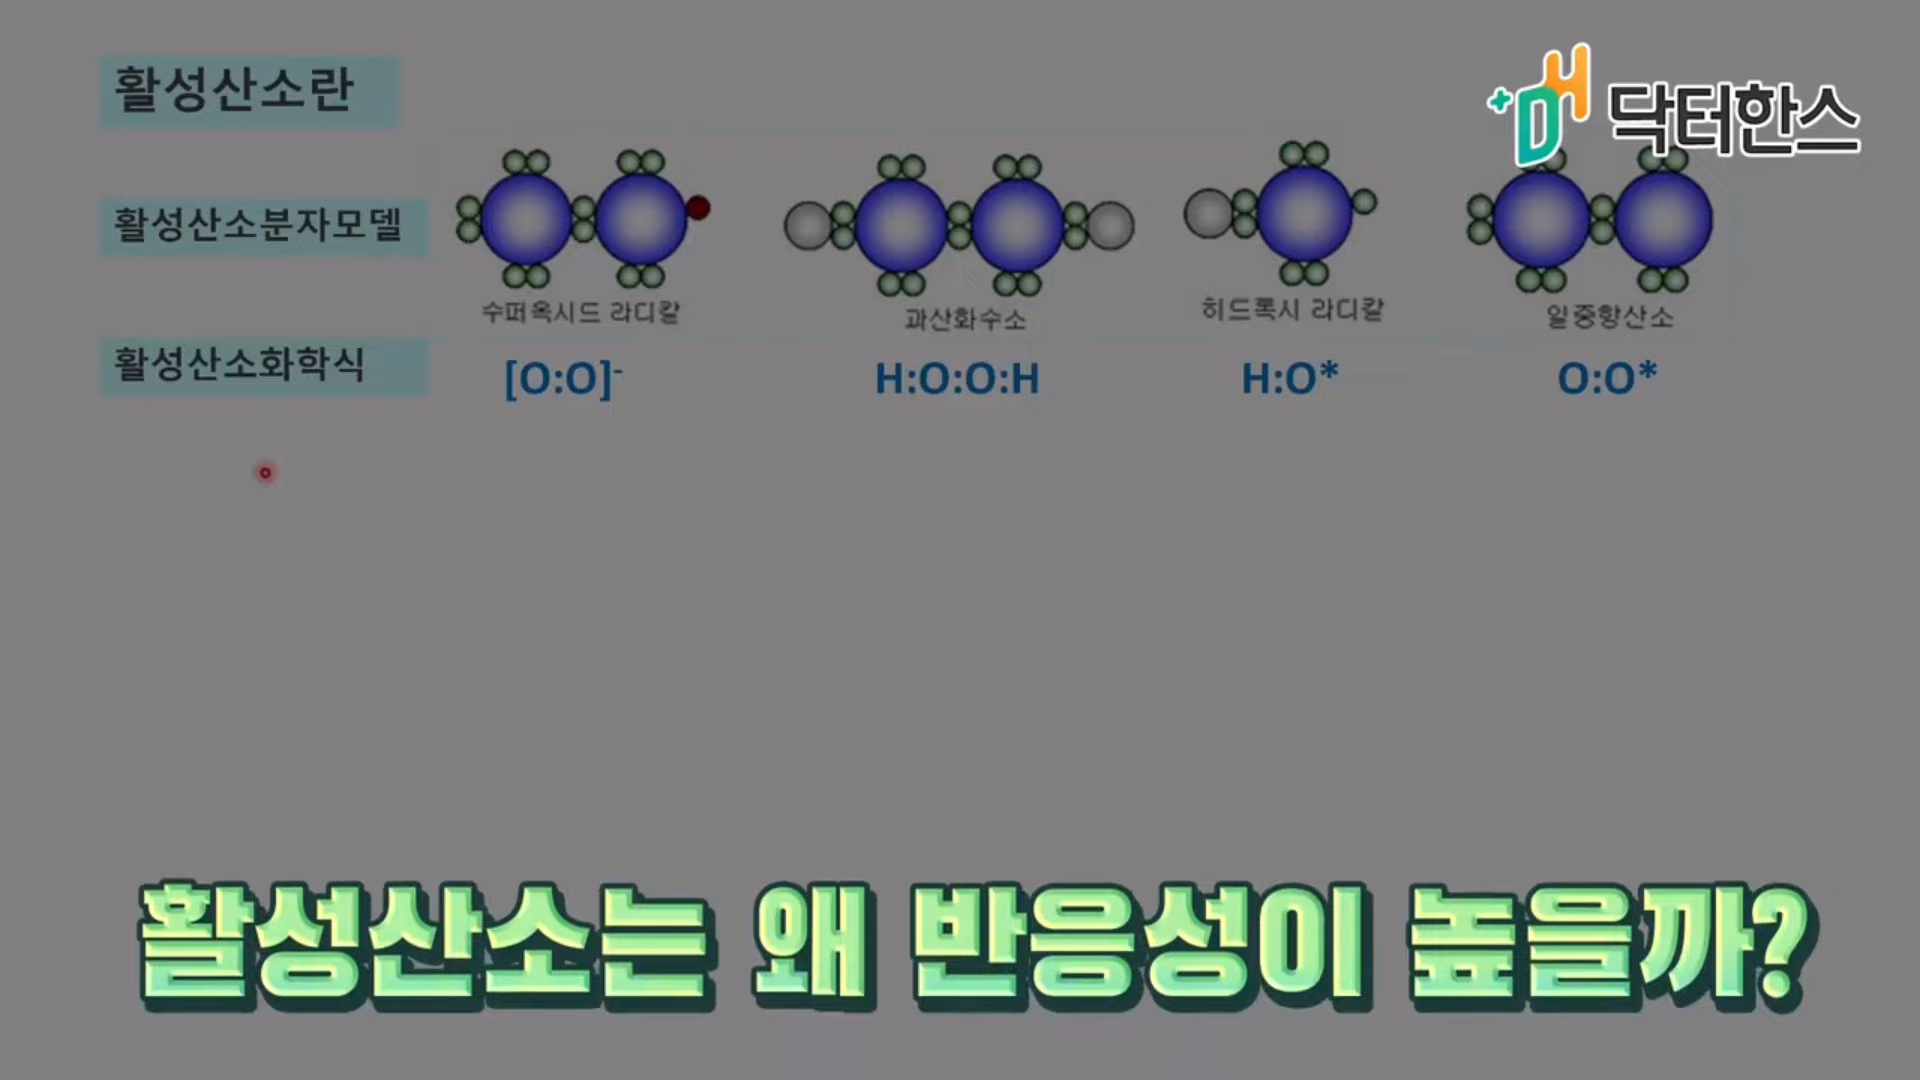 활성산소란
닥터한스
활성산소분자모델
수퍼옥시드 라디칼
과산화수소
히드록시 라디칼
일중항산소
활성산소화학식
[O:O]-
H:O:O:H
H:O*
O:O*
활성산소는 왜 반응성이 높을까?